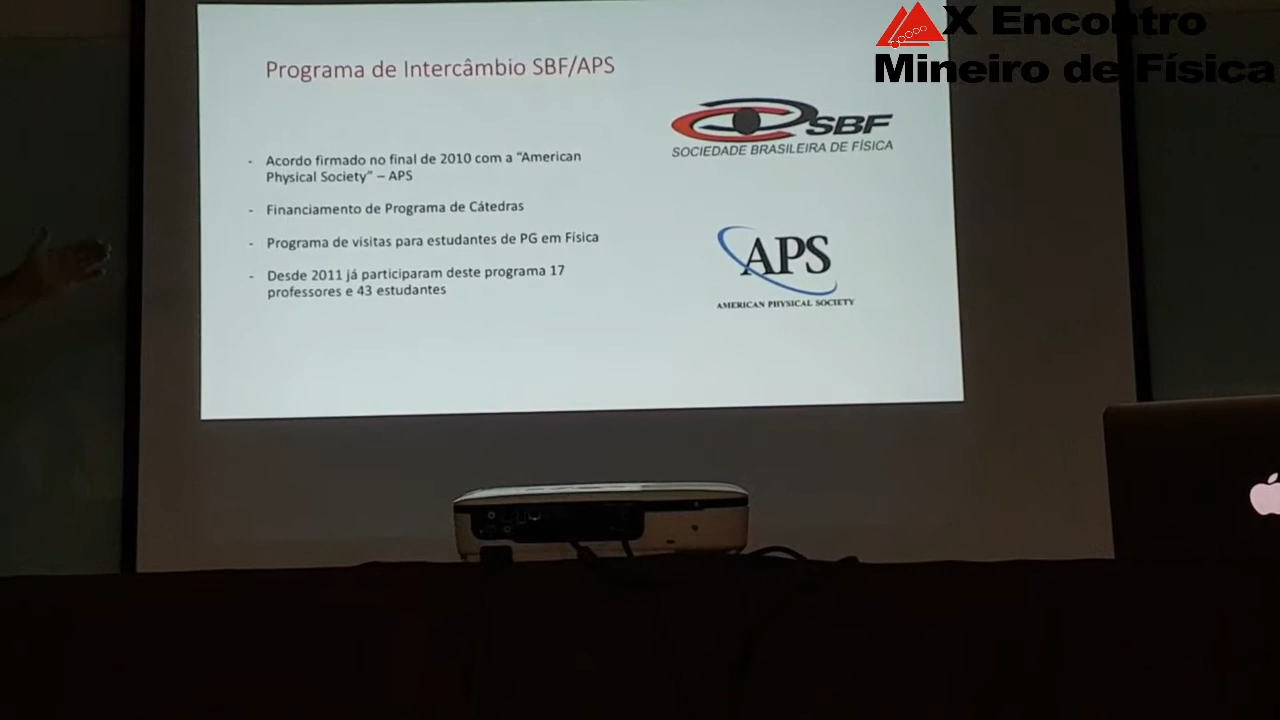 X Encontro
Mineiro de Física
Programa de Intercâmbio SBF/APS
- Acordo firmado no final de 2010 com a “American
Physical Society” – APS
- Financiamento de Programa de Cátedras
- Programa de visitas para estudantes de PG em Física
- Desde 2011 já participaram deste programa 17
professores e 43 estudantes
SBF
SOCIEDADE BRASILEIRA DE FÍSICA
APS
AMERICAN PHYSICAL SOCIETY